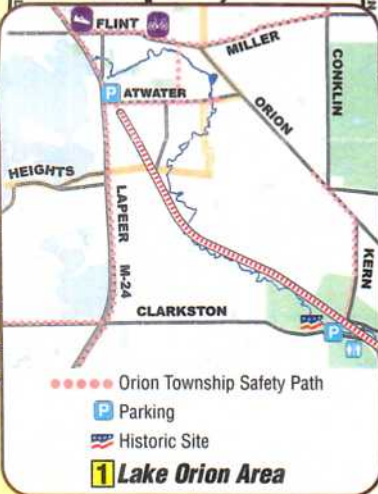 FLINT
MILLER
CONKLIN
P ATWATER
ORION
HEIGHTS
LAPEER M-24
KERN
CLARKSTON
P
Orion Township Safety Path
P Parking
Historic Site
1 Lake Orion Area